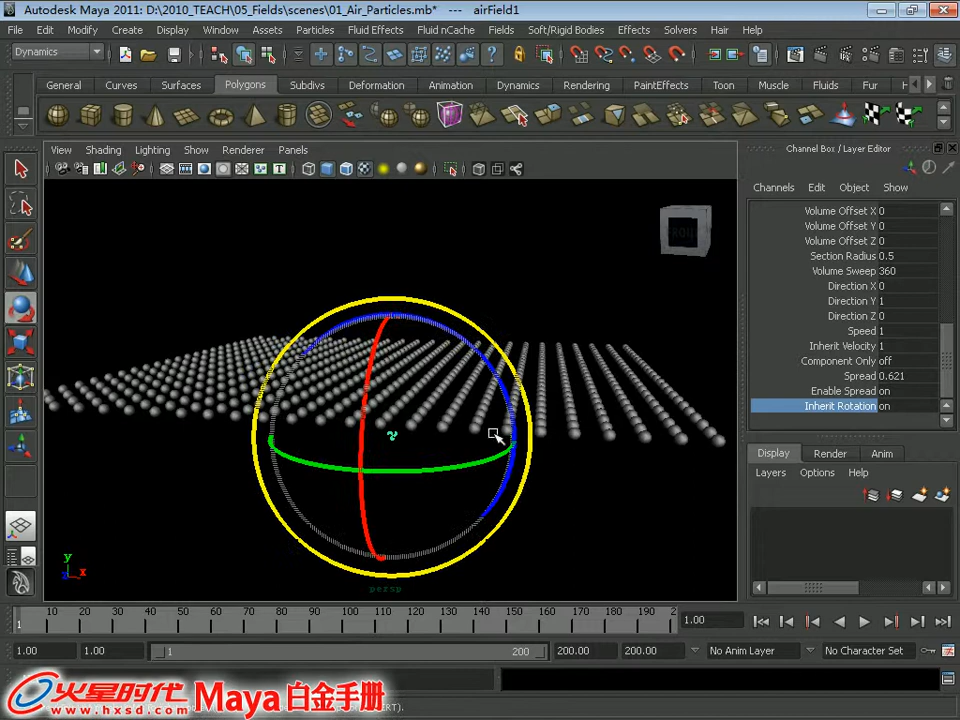 Autodesk Maya 2011: D:\2010_TEACH\05_Fields\scenes\01_Air_Particles.mb* --- airField1
File Edit Modify Create Display Window Assets Particles Fluid Effects Fluid nCache Fields Soft/Rigid Bodies Effects Solvers Hair Help
Dynamics
General Curves Surfaces Polygons Subdivs Deformation Animation Dynamics Rendering PaintEffects Toon Muscle Fluids Fur
View Shading Lighting Show Renderer Panels
Channel Box / Layer Editor
Channels Edit Object Show
Volume Offset X 0
Volume Offset Y 0
Volume Offset Z 0
Section Radius 0.5
Volume Sweep 360
Direction X 0
Direction Y 1
Direction Z 0
Speed 1
Inherit Velocity 1
Component Only off
Spread 0.621
Enable Spread on
Inherit Rotation on
Display Render Anim
Layers Options Help
y
z x
persp
10 20 30 40 50 60 70 80 90 100 110 120 130 140 150 160 170 180 190 2
1
1.00
1.00 1.00 1 200 200.00 200.00 No Anim Layer No Character Set
火星时代 Maya 白金手册
www.hxsd.com